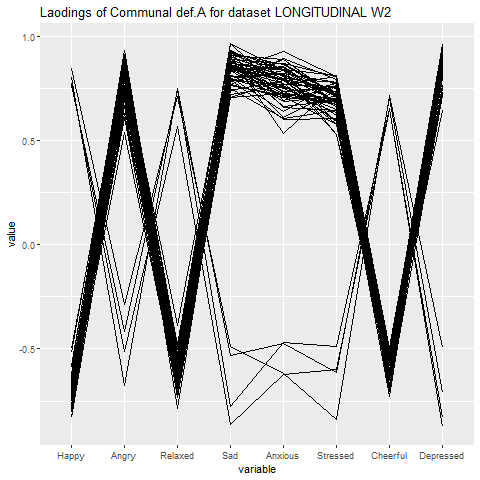 Laodings of Communal def.A for dataset LONGITUDINAL W2
1.0
0.5
0.0
-0.5
value
Happy Angry Relaxed Sad Anxious Stressed Cheerful Depressed
variable